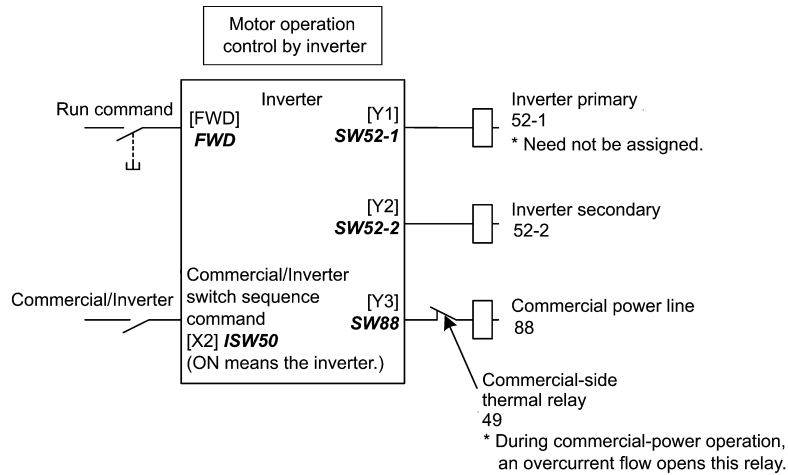 Motor operation
control by inverter
Run command
Inverter
[FWD]
FWD
[Y1]
SW52-1
Inverter primary
52-1
* Need not be assigned.
[Y2]
SW52-2
Inverter secondary
52-2
Commercial/Inverter
Commercial/Inverter
switch sequence
command
[X2] ISW50
(ON means the inverter.)
[Y3]
SW88
Commercial power line
88
Commercial-side
thermal relay
49
* During commercial-power operation,
an overcurrent flow opens this relay.